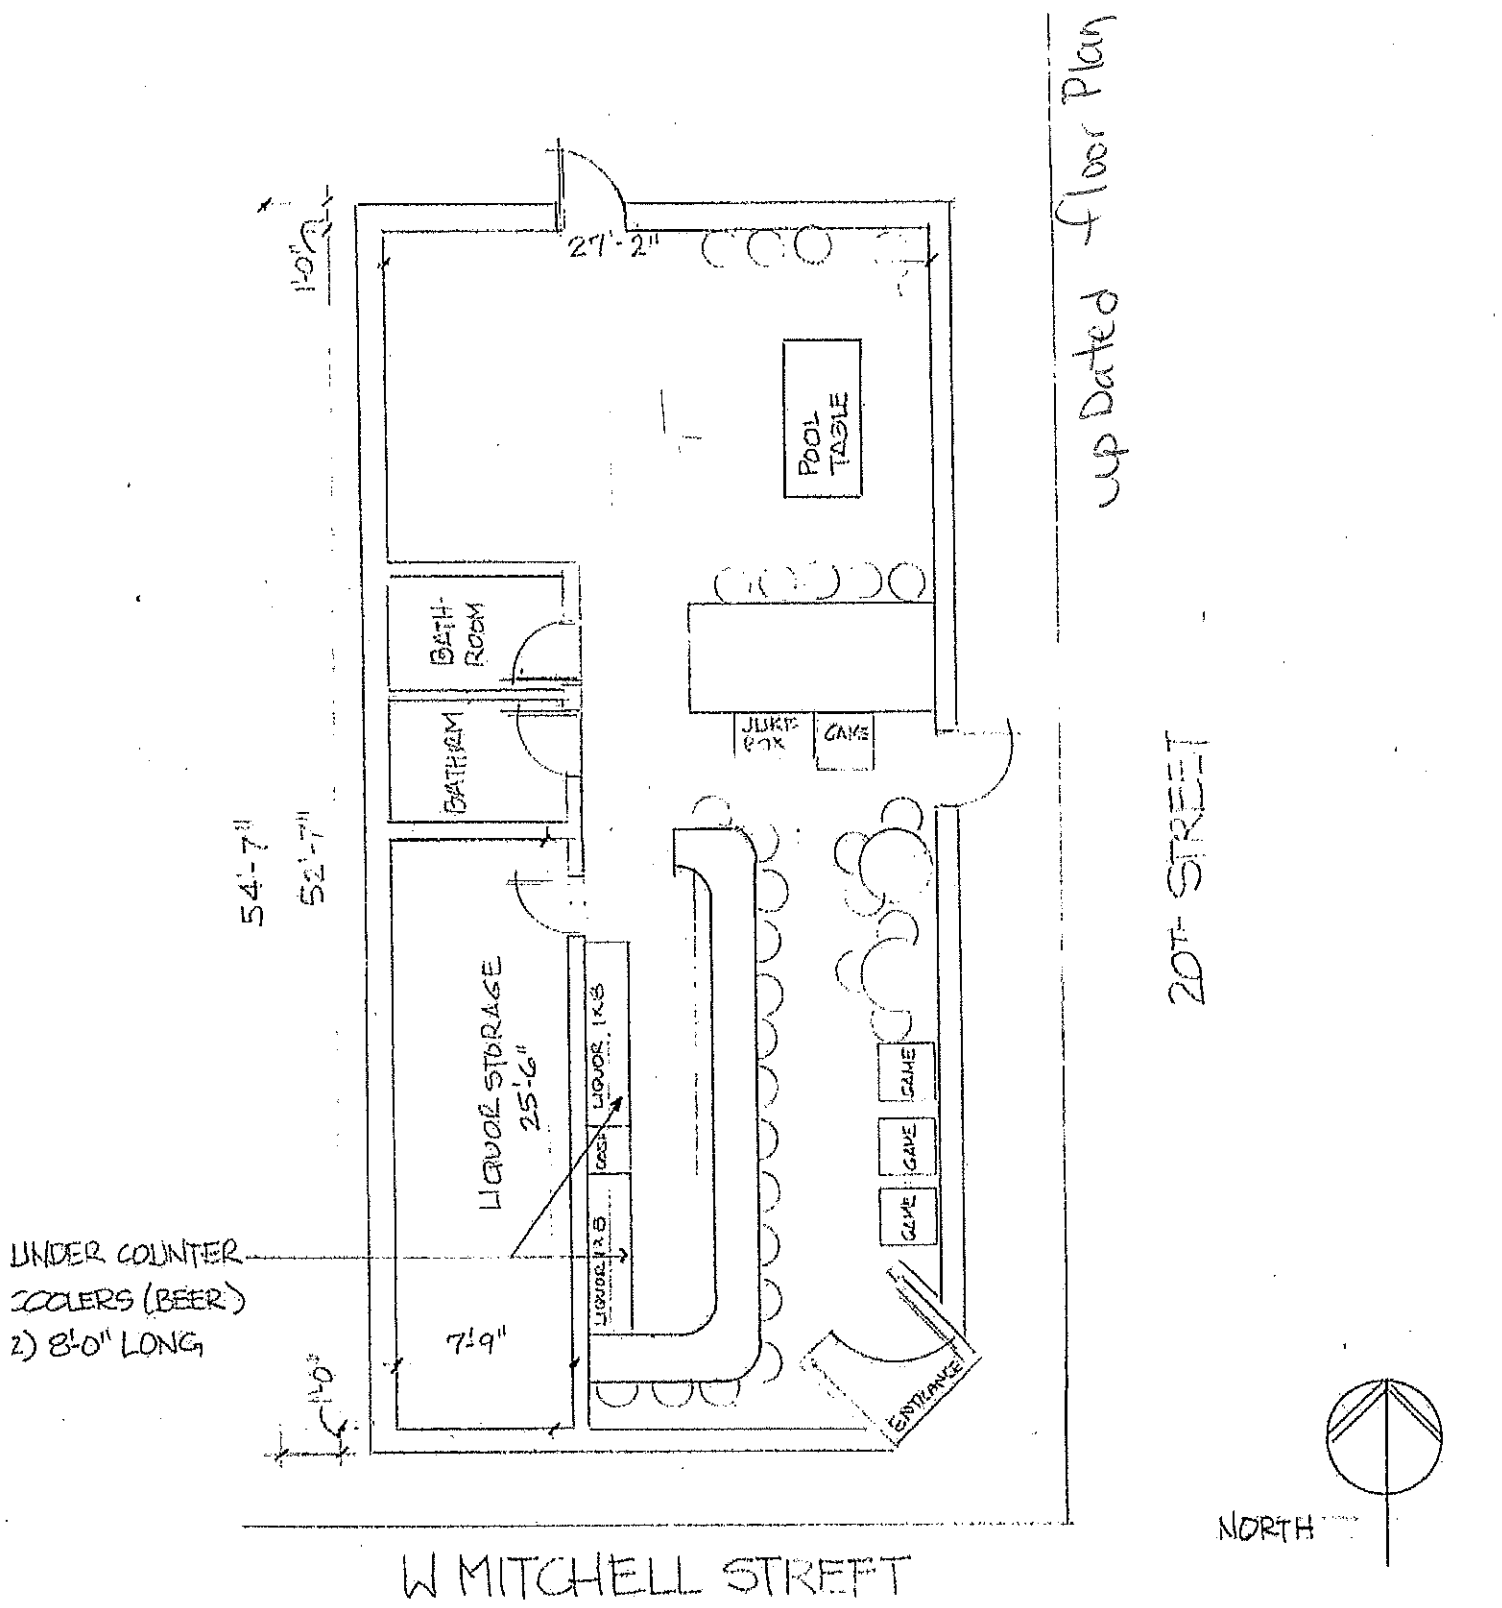 up Dated floor Plan
1'-0"
27'-2"
POOL
TABLE
BATH-
ROOM
JUKE
BOX
GAME
BATHRM
54'-7"
52'-7"
20TH STREET
LIQUOR STORAGE
25'-6"
LIQUOR, 1KB
GAME
GAME
GAME
UNDER COUNTER
COOLERS (BEER)
2) 8'-0" LONG
7'-9"
1'-0"
ENTRANCE
NORTH
W MITCHELL STREET